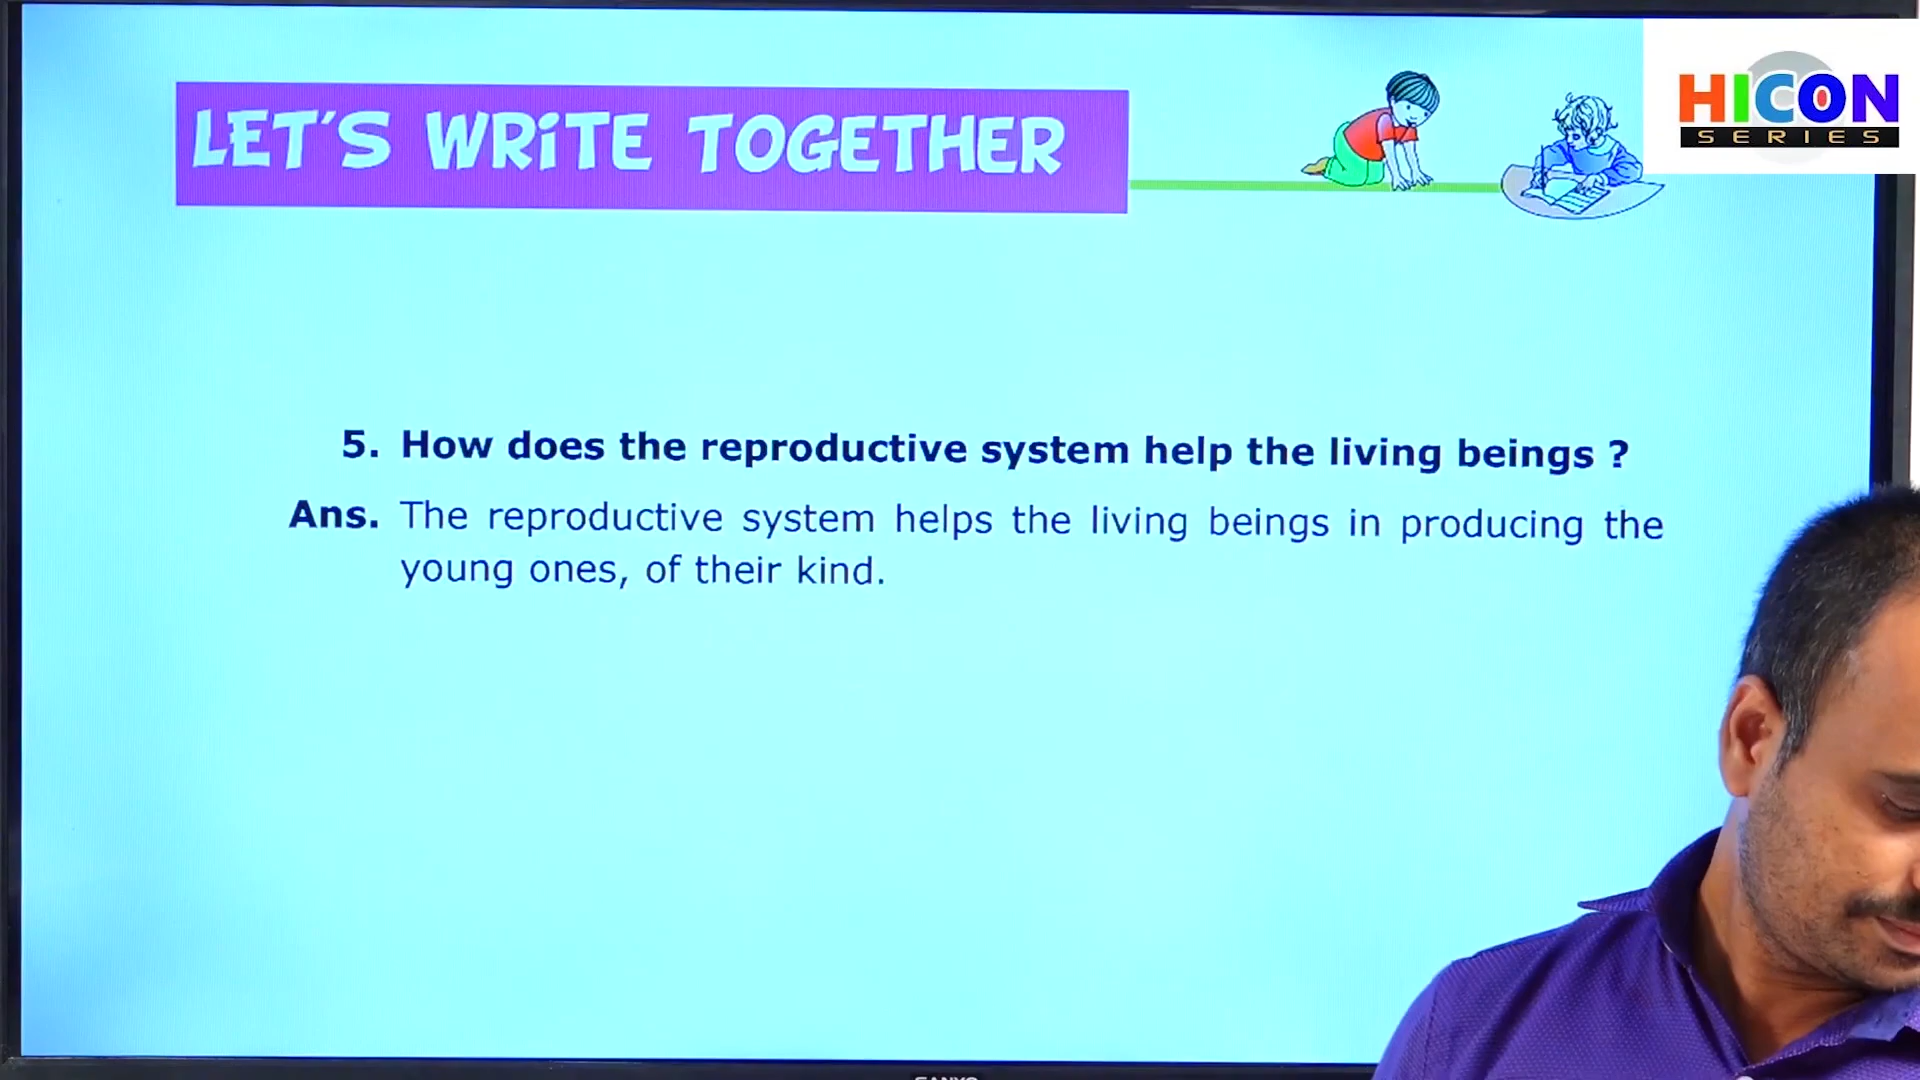 LET'S WRiTE TOGETHER
HICON
SERIES
5. How does the reproductive system help the living beings ?
Ans. The reproductive system helps the living beings in producing the
young ones, of their kind.